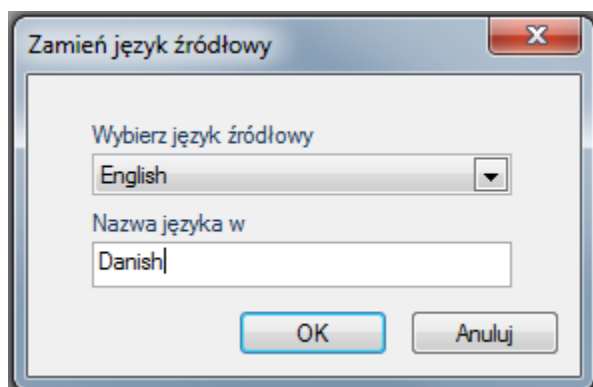 Zamień język źródłowy
Wybierz język źródłowy
English
Nazwa języka w
Danish
OK Anuluj